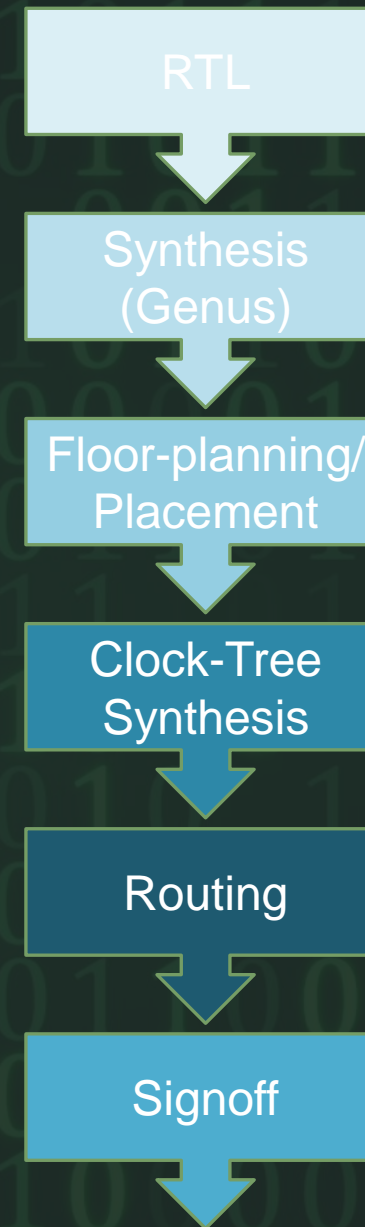 RTL
Synthesis
(Genus)
Floor-planning/
Placement
Clock-Tree
Synthesis
Routing
Signoff